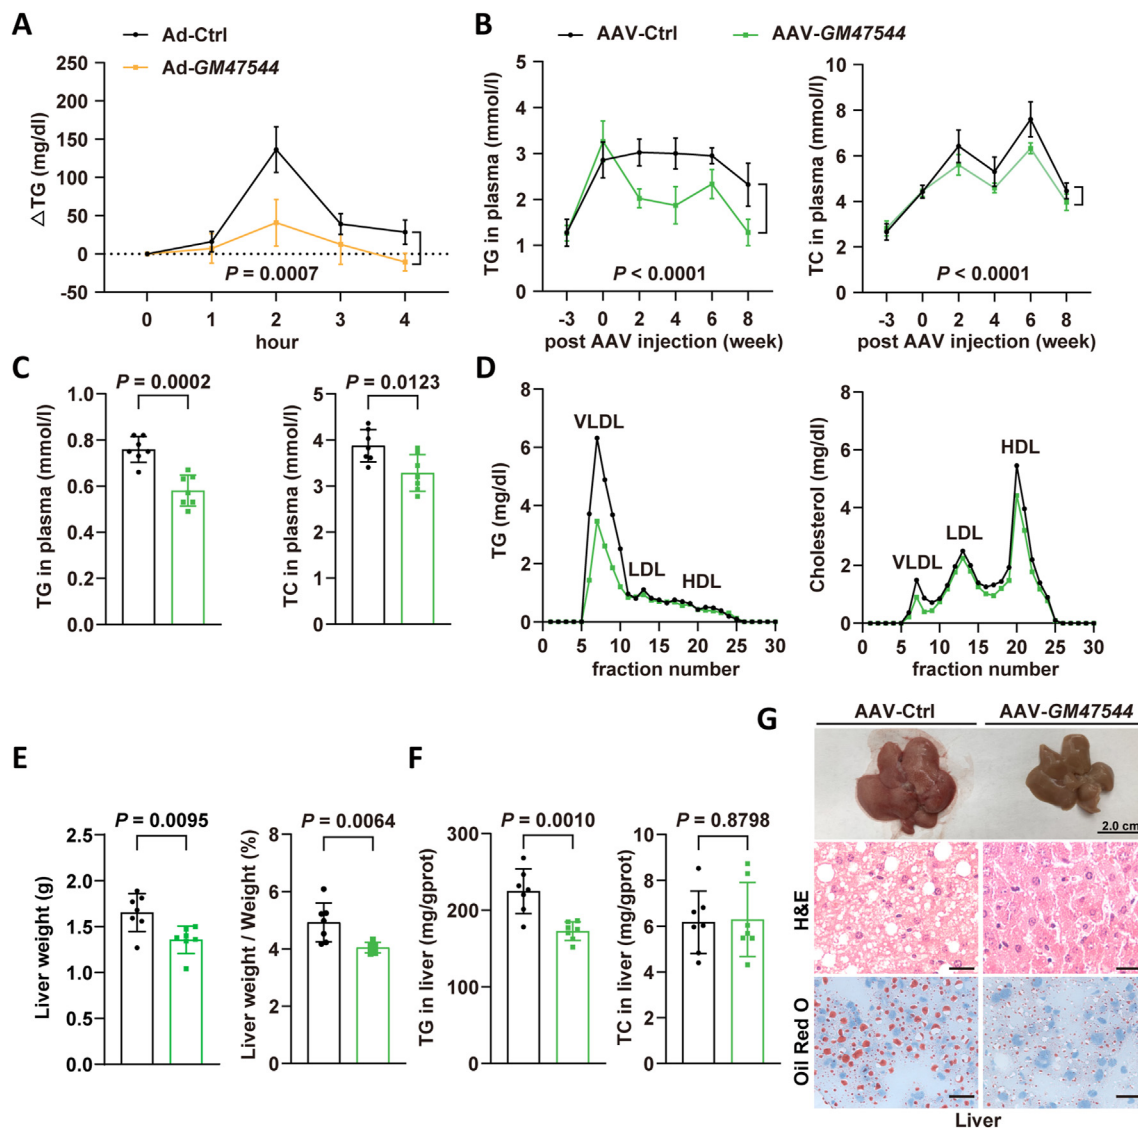 A
Ad-Ctrl
Ad-GM47544
△TG (mg/dl)
250
200
150
100
50
0
-50
P = 0.0007
0 1 2 3 4
hour
B
AAV-Ctrl
AAV-GM47544
TG in plasma (mmol/l)
5
4
3
2
1
0
P < 0.0001
-3 0 2 4 6 8
post AAV injection (week)
TC in plasma (mmol/l)
10
8
6
4
2
0
P < 0.0001
-3 0 2 4 6 8
post AAV injection (week)
C
P = 0.0002
TG in plasma (mmol/l)
1.0
0.8
0.6
0.4
0.2
0.0
P = 0.0123
TC in plasma (mmol/l)
5
4
3
2
1
0
D
TG (mg/dl)
8
6
4
2
0
VLDL
LDL
HDL
0 5 10 15 20 25 30
fraction number
Cholesterol (mg/dl)
8
6
4
2
0
VLDL
LDL
HDL
0 5 10 15 20 25 30
fraction number
E
P = 0.0095
Liver weight (g)
2.5
2.0
1.5
1.0
0.5
0.0
P = 0.0064
Liver weight / Weight (%)
8
6
4
2
0
F
P = 0.0010
TG in liver (mg/gprot)
300
200
100
0
P = 0.8798
TC in liver (mg/gprot)
10
8
6
4
2
0
G
AAV-Ctrl
AAV-GM47544
2.0 cm
H&E
Oil Red O
Liver